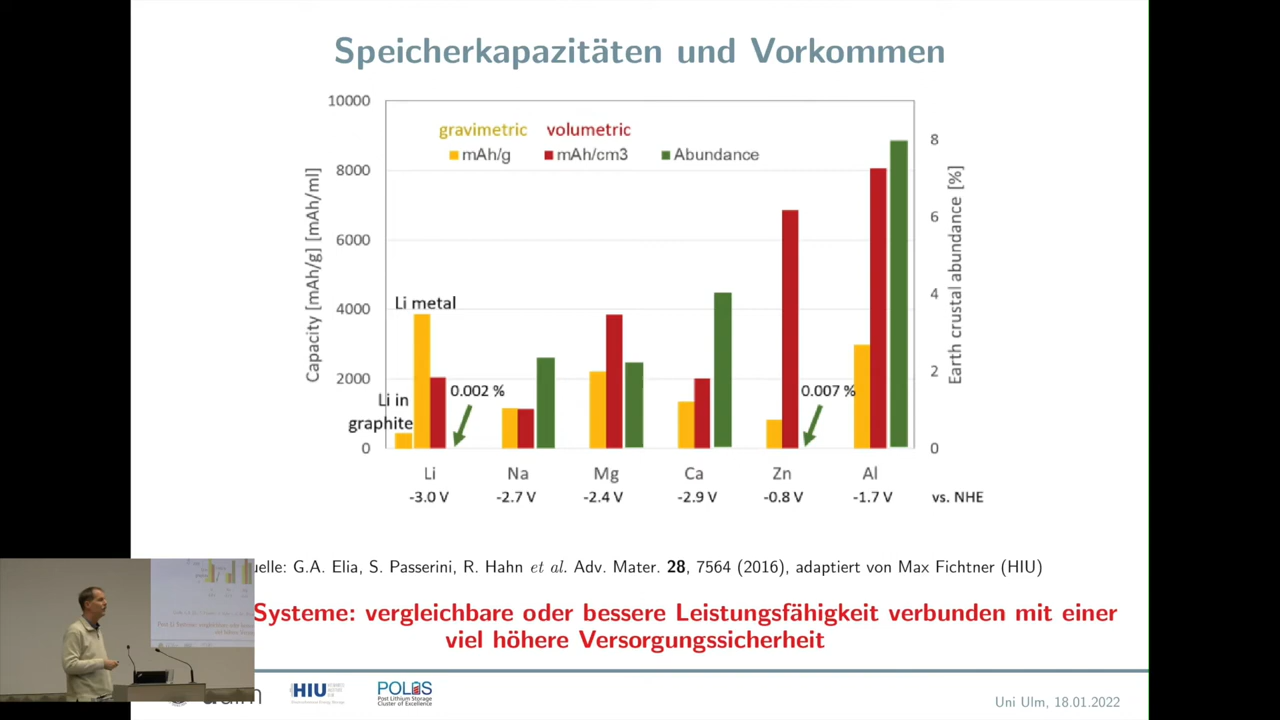 Speicherkapazitäten und Vorkommen
10000
8000
6000
4000
2000
0
Capacity [mAh/g] [mAh/ml]
gravimetric volumetric
mAh/g mAh/cm3 Abundance
8
6
4
2
0
Earth crustal abundance [%]
Li metal
Li in
graphite
0.002 %
0.007 %
Li Na Mg Ca Zn Al
-3.0 V -2.7 V -2.4 V -2.9 V -0.8 V -1.7 V vs. NHE
G.A. Elia, S. Passerini, R. Hahn et al. Adv. Mater. 28, 7564 (2016), adaptiert von Max Fichtner (HIU)
Systeme: vergleichbare oder bessere Leistungsfähigkeit verbunden mit einer
viel höhere Versorgungssicherheit
HIU
POLiS
Post Lithium Storage
Cluster of Excellence
Uni Ulm, 18.01.2022